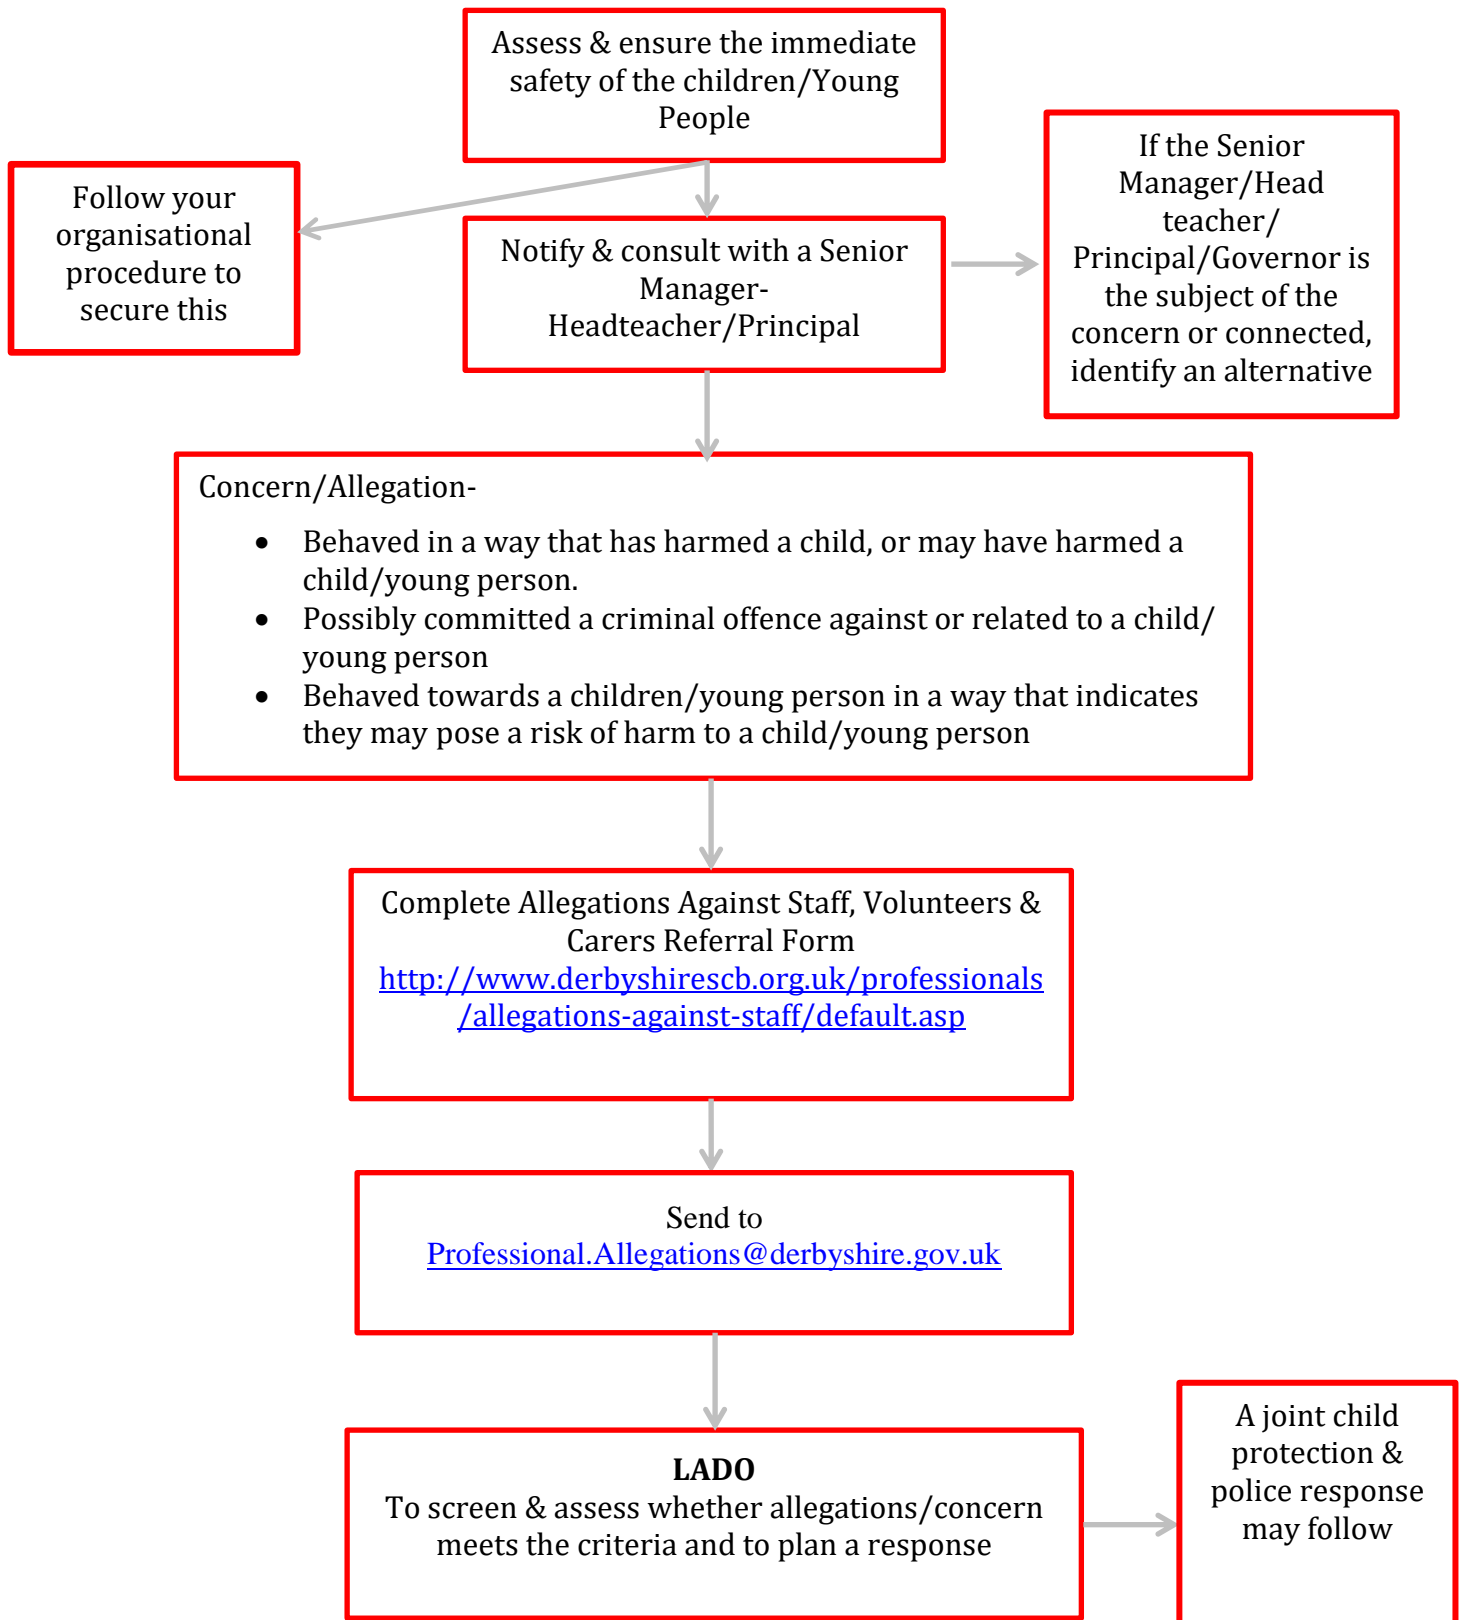 Assess & ensure the immediate
safety of the children/Young
People
Follow your
organisational
procedure to
secure this
Notify & consult with a Senior
Manager-
Headteacher/Principal
If the Senior
Manager/Head
teacher/
Principal/Governor is
the subject of the
concern or connected,
identify an alternative
Concern/Allegation-
• Behaved in a way that has harmed a child, or may have harmed a
child/young person.
• Possibly committed a criminal offence against or related to a child/
young person
• Behaved towards a children/young person in a way that indicates
they may pose a risk of harm to a child/young person
Complete Allegations Against Staff, Volunteers &
Carers Referral Form
http://www.derbyshirescb.org.uk/professionals
/allegations-against-staff/default.asp
Send to
Professional.Allegations@derbyshire.gov.uk
LADO
To screen & assess whether allegations/concern
meets the criteria and to plan a response
A joint child
protection &
police response
may follow